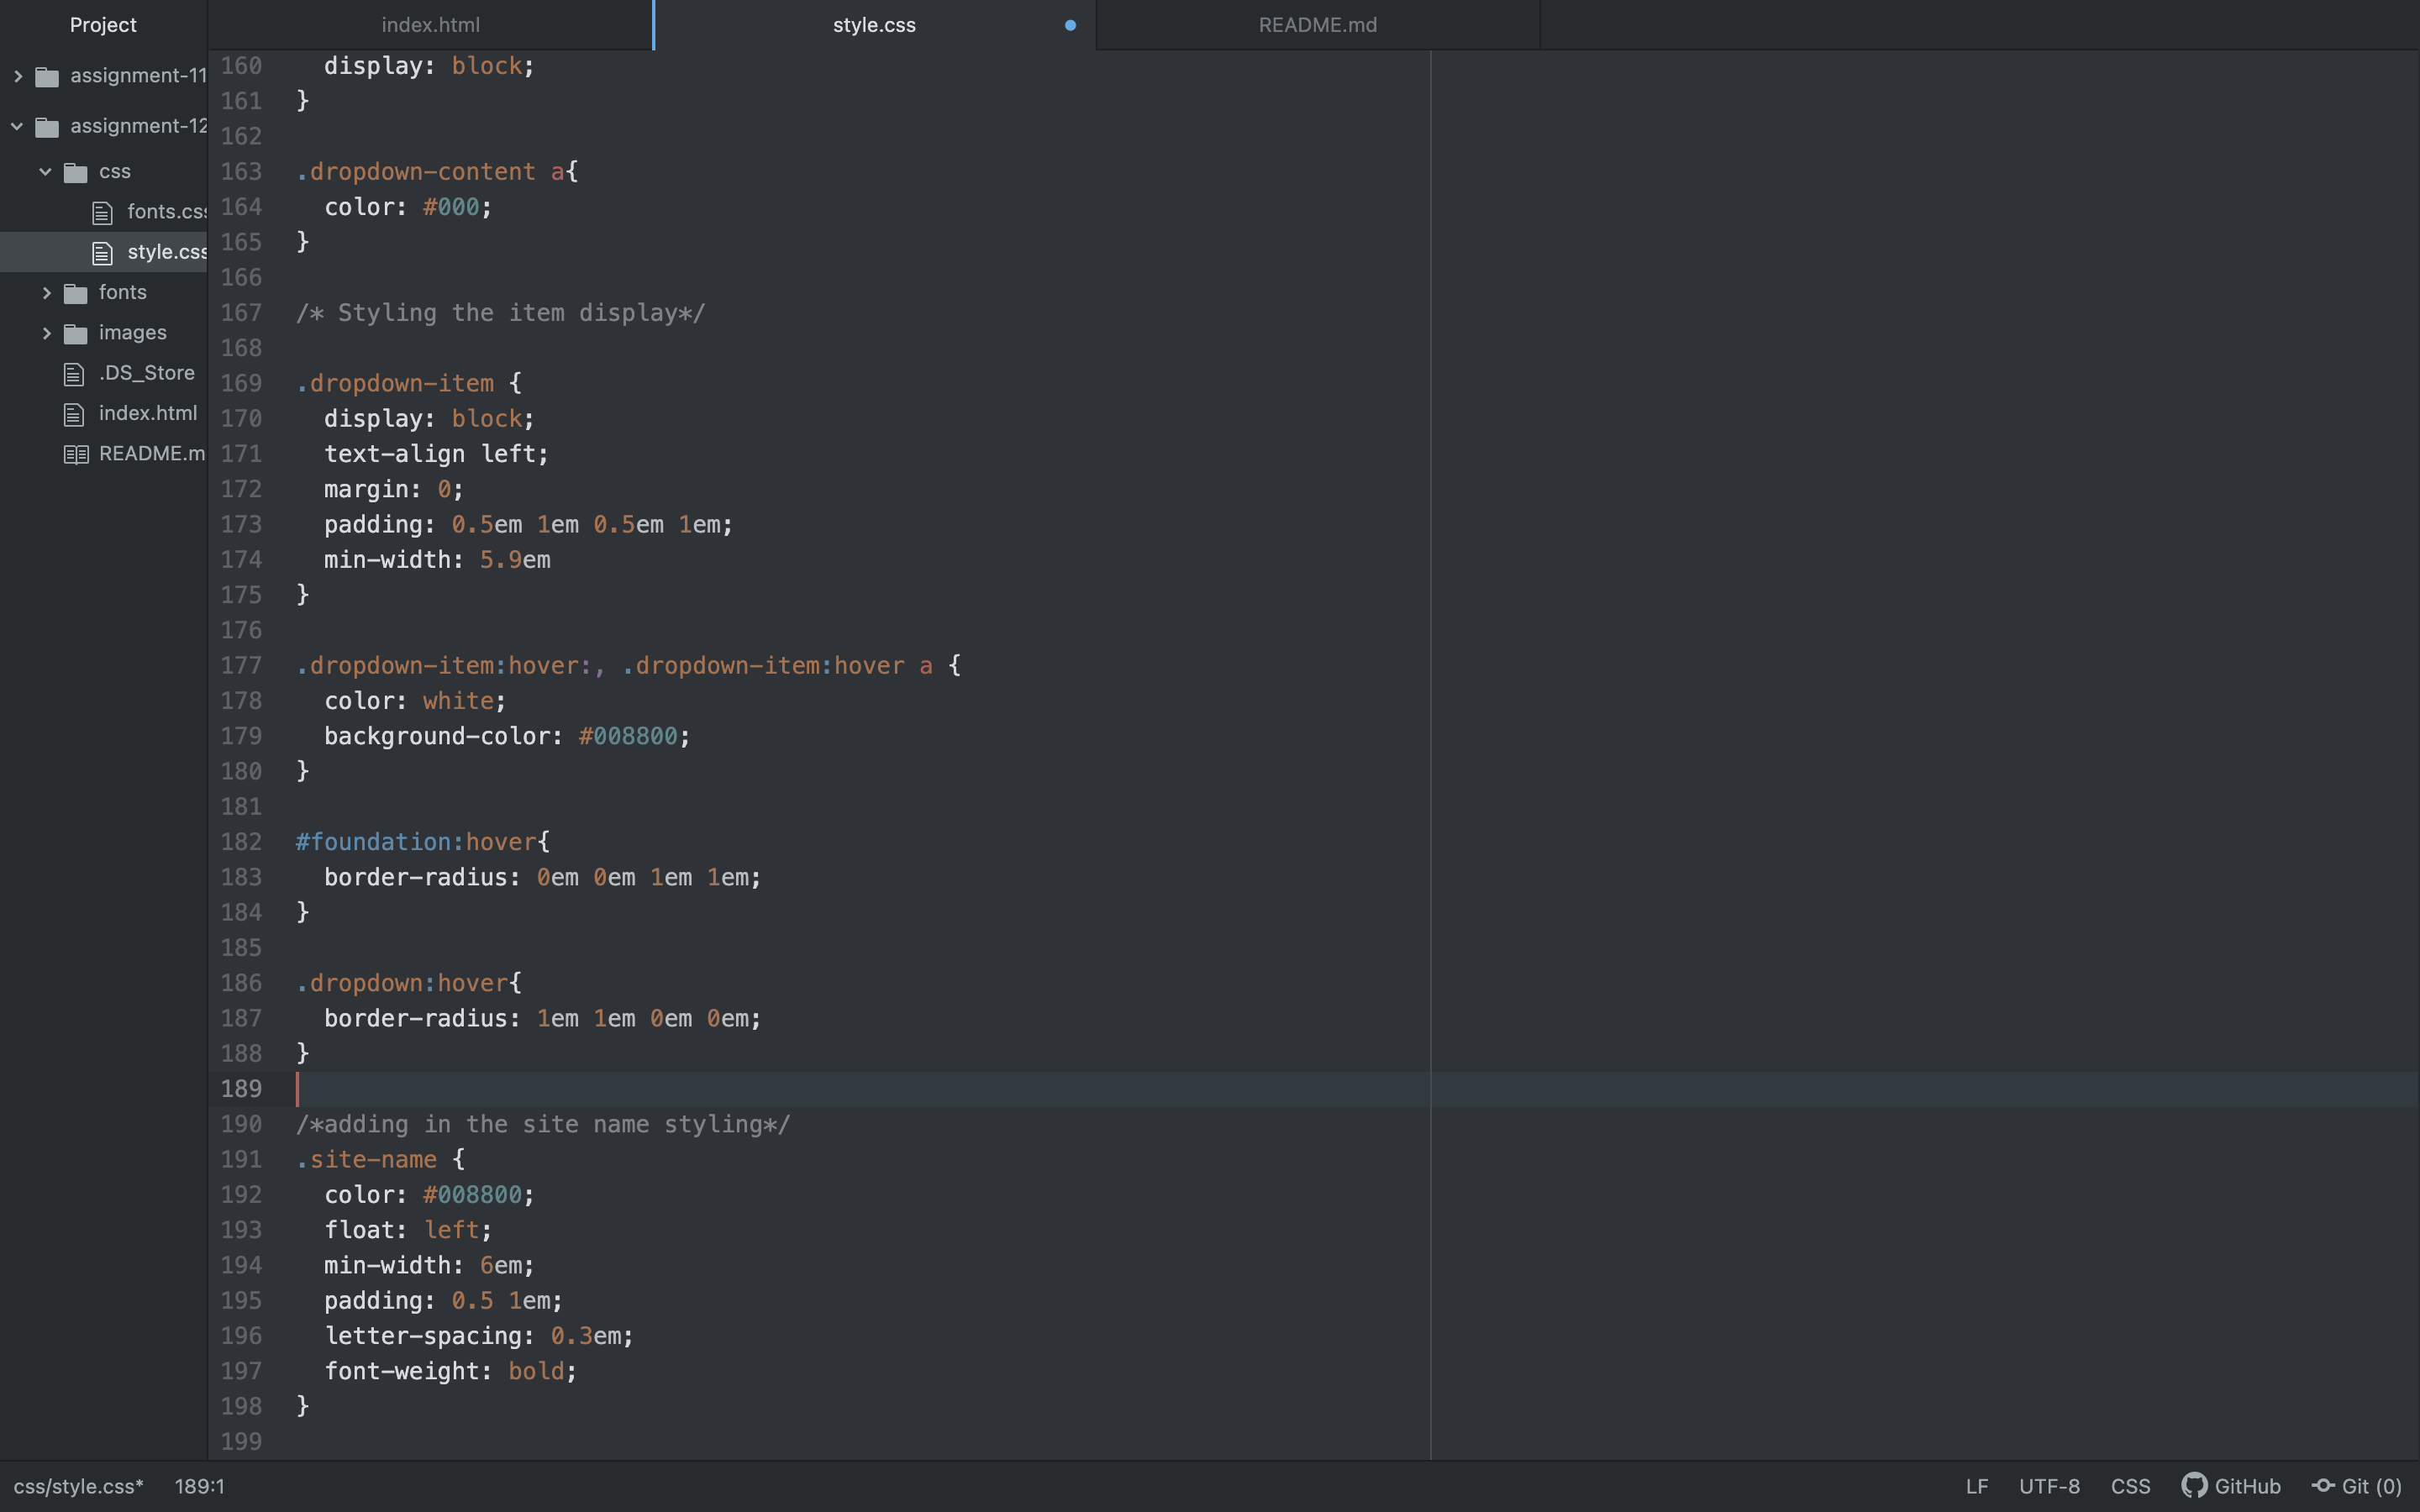 Project
index.html
style.css
README.md
assignment-11
assignment-12
css
fonts.css
style.css
fonts
images
.DS_Store
index.html
README.m
160   display: block;
161 }
162
163 .dropdown-content a{
164   color: #000;
165 }
166
167 /* Styling the item display*/
168
169 .dropdown-item {
170   display: block;
171   text-align left;
172   margin: 0;
173   padding: 0.5em 1em 0.5em 1em;
174   min-width: 5.9em
175 }
176
177 .dropdown-item:hover:, .dropdown-item:hover a {
178   color: white;
179   background-color: #008800;
180 }
181
182 #foundation:hover{
183   border-radius: 0em 0em 1em 1em;
184 }
185
186 .dropdown:hover{
187   border-radius: 1em 1em 0em 0em;
188 }
189
190 /*adding in the site name styling*/
191 .site-name {
192   color: #008800;
193   float: left;
194   min-width: 6em;
195   padding: 0.5 1em;
196   letter-spacing: 0.3em;
197   font-weight: bold;
198 }
199
css/style.css* 189:1 LF UTF-8 CSS GitHub Git (0)